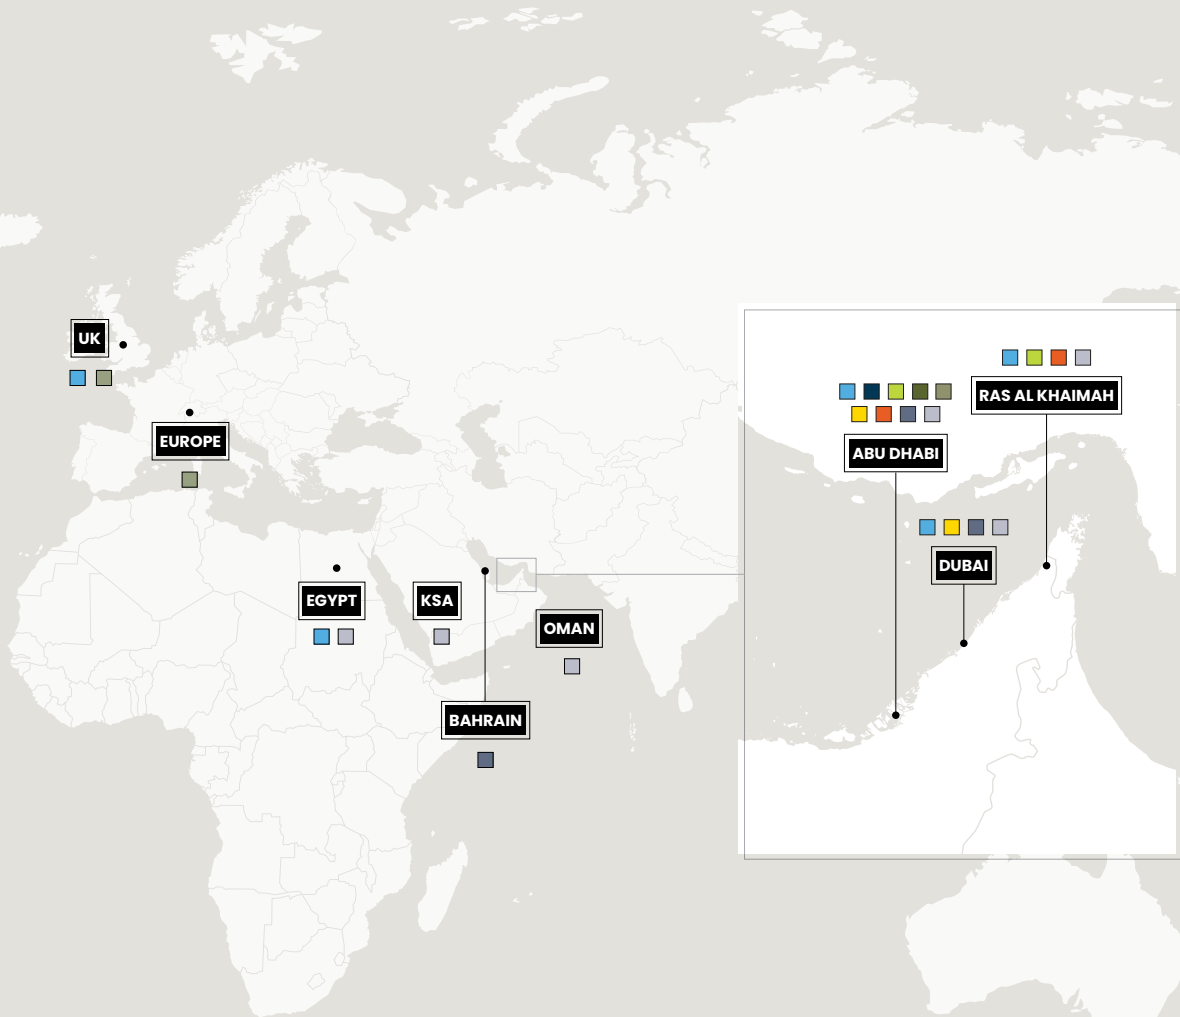 UK
EUROPE
EGYPT
KSA
OMAN
BAHRAIN
RAS AL KHAIMAH
ABU DHABI
DUBAI